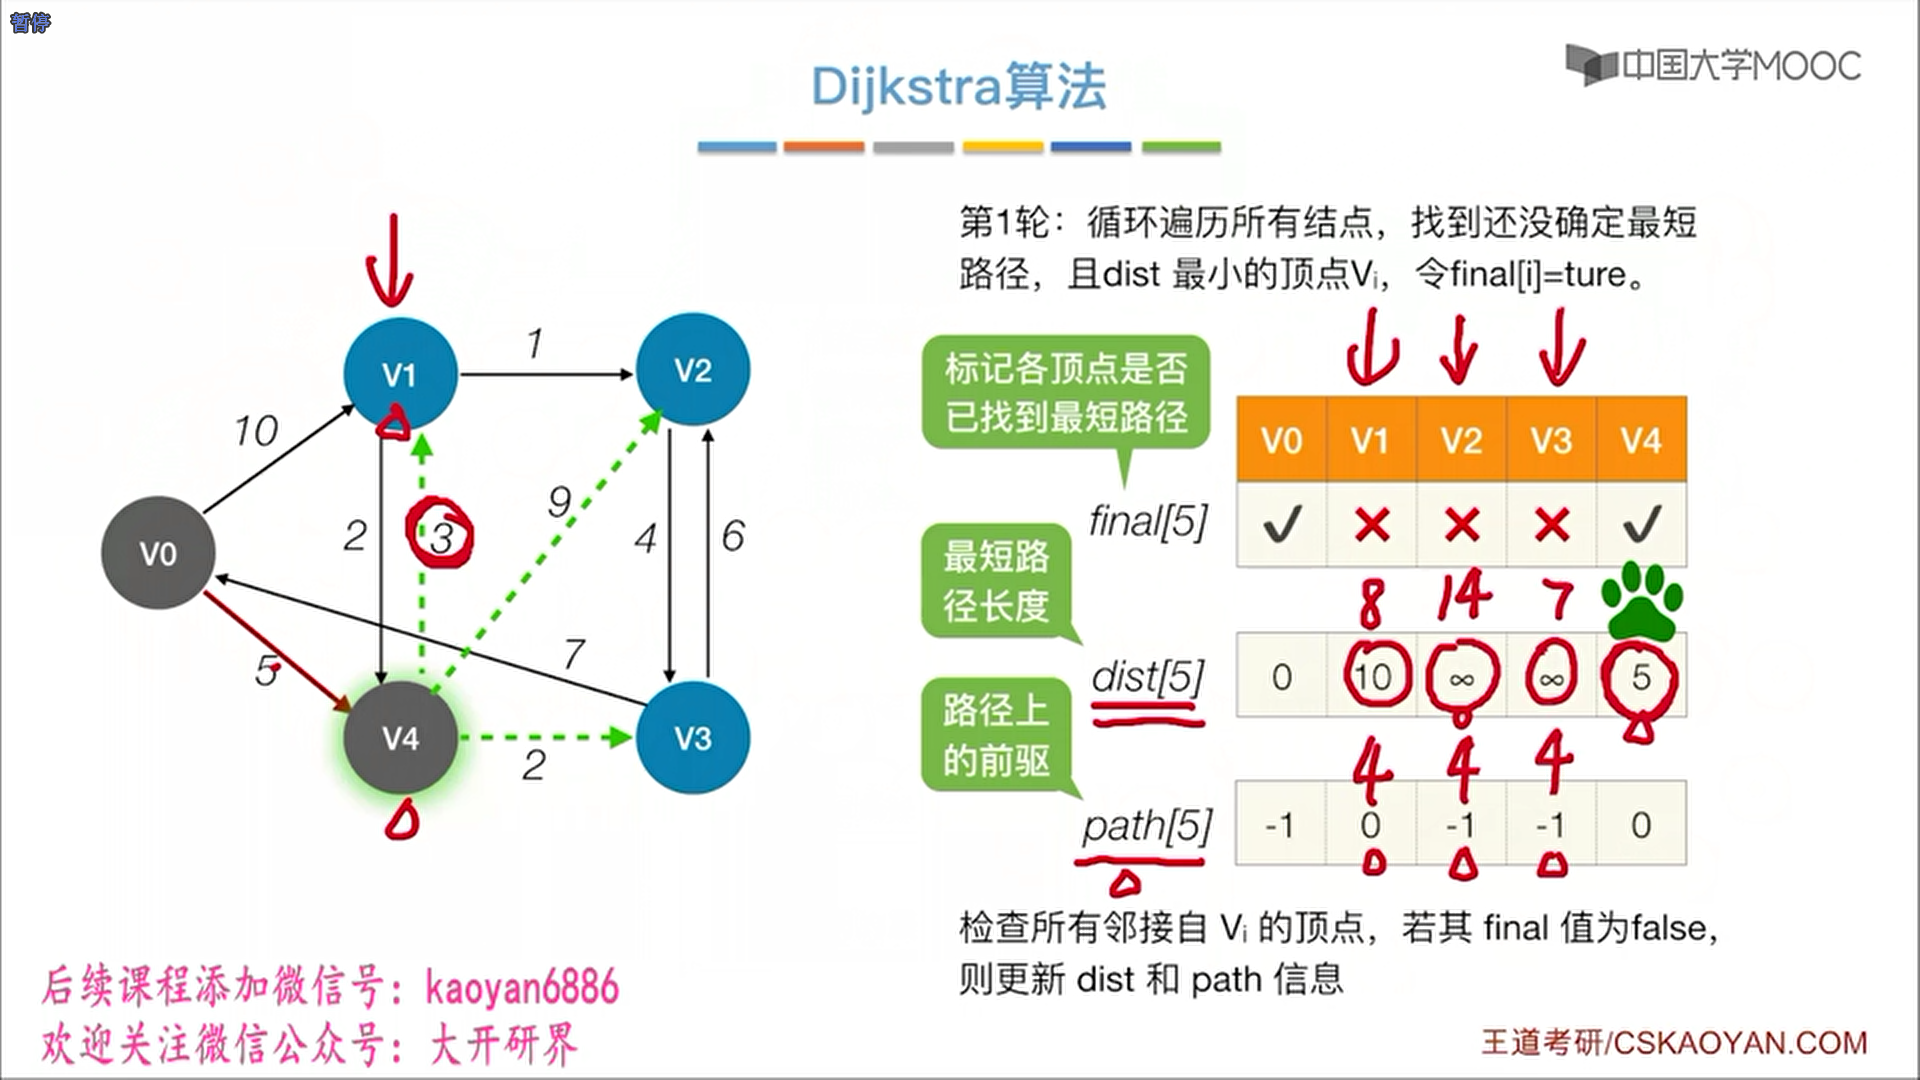 暂停
中国大学MOOC
Dijkstra算法
第1轮：循环遍历所有结点，找到还没确定最短
路径，且dist 最小的顶点Vi，令final[i]=ture。
V1
1
V2
10
2
3
9
4
6
V0
5
7
V4
2
V3
标记各顶点是否
已找到最短路径
V0 V1 V2 V3 V4
final[5]
最短路
径长度
8 14 7
dist[5] 0 10 ∞ ∞ 5
路径上
的前驱
4 4 4
path[5] -1 0 -1 -1 0
检查所有邻接自 Vi 的顶点，若其 final 值为false，
则更新 dist 和 path 信息
后续课程添加微信号：kaoyan6886
欢迎关注微信公众号：大开研界
王道考研/CSKAOYAN.COM